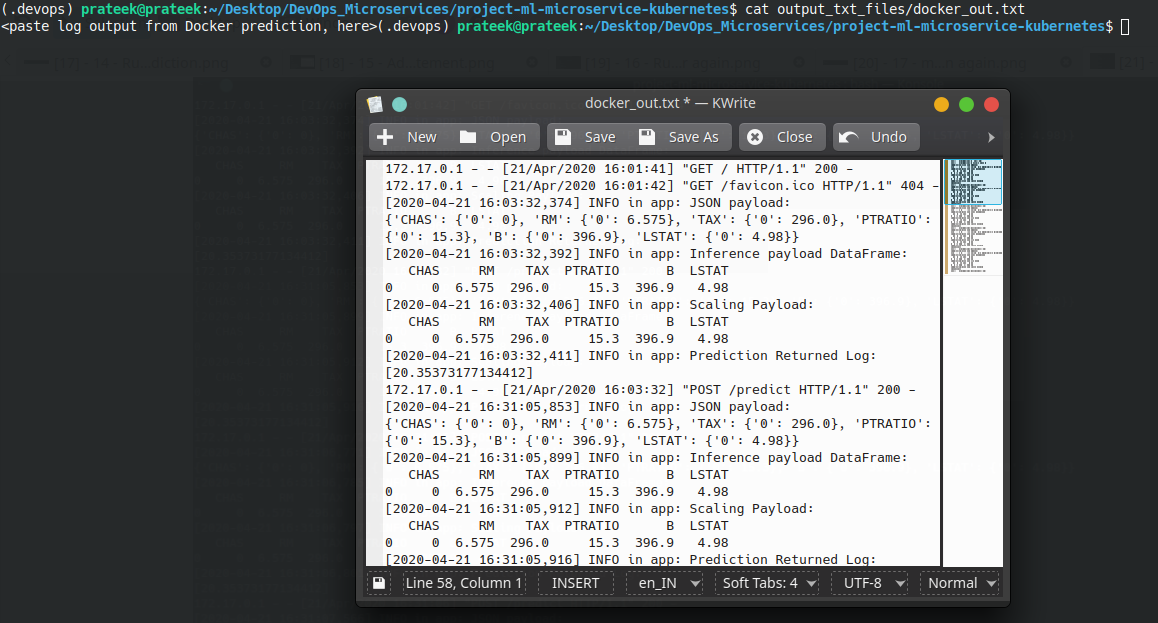 (.devops) prateek@prateek:~/Desktop/DevOps_Microservices/project-ml-microservice-kubernetes$ cat output_txt_files/docker_out.txt
<paste log output from Docker prediction, here>(.devops) prateek@prateek:~/Desktop/DevOps_Microservices/project-ml-microservice-kubernetes$
docker_out.txt * — KWrite
New Open Save Save As Close Undo
172.17.0.1 - - [21/Apr/2020 16:01:41] "GET / HTTP/1.1" 200 -
172.17.0.1 - - [21/Apr/2020 16:01:42] "GET /favicon.ico HTTP/1.1" 404 -
[2020-04-21 16:03:32,374] INFO in app: JSON payload:
{'CHAS': {'0': 0}, 'RM': {'0': 6.575}, 'TAX': {'0': 296.0}, 'PTRATIO':
{'0': 15.3}, 'B': {'0': 396.9}, 'LSTAT': {'0': 4.98}}
[2020-04-21 16:03:32,392] INFO in app: Inference payload DataFrame:
CHAS RM TAX PTRATIO B LSTAT
0 0 6.575 296.0 15.3 396.9 4.98
[2020-04-21 16:03:32,406] INFO in app: Scaling Payload:
CHAS RM TAX PTRATIO B LSTAT
0 0 6.575 296.0 15.3 396.9 4.98
[2020-04-21 16:03:32,411] INFO in app: Prediction Returned Log:
[20.35373177134412]
172.17.0.1 - - [21/Apr/2020 16:03:32] "POST /predict HTTP/1.1" 200 -
[2020-04-21 16:31:05,853] INFO in app: JSON payload:
{'CHAS': {'0': 0}, 'RM': {'0': 6.575}, 'TAX': {'0': 296.0}, 'PTRATIO':
{'0': 15.3}, 'B': {'0': 396.9}, 'LSTAT': {'0': 4.98}}
[2020-04-21 16:31:05,899] INFO in app: Inference payload DataFrame:
CHAS RM TAX PTRATIO B LSTAT
0 0 6.575 296.0 15.3 396.9 4.98
[2020-04-21 16:31:05,912] INFO in app: Scaling Payload:
CHAS RM TAX PTRATIO B LSTAT
0 0 6.575 296.0 15.3 396.9 4.98
[2020-04-21 16:31:05,916] INFO in app: Prediction Returned Log:
Line 58, Column 1 INSERT en_IN Soft Tabs: 4 UTF-8 Normal